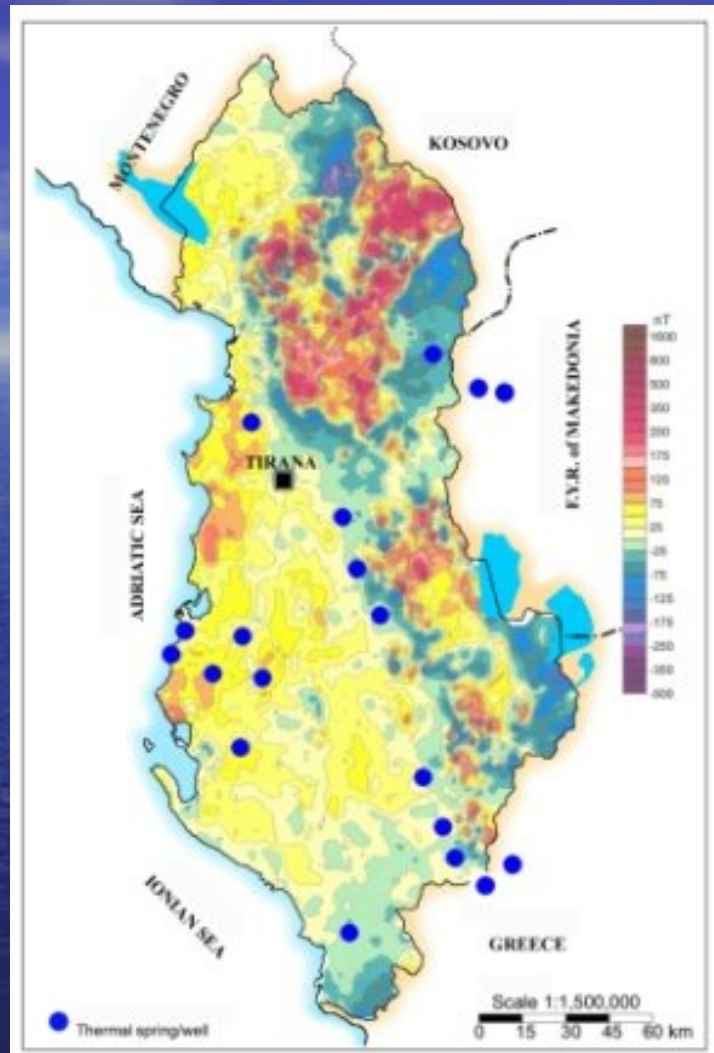 MONTENEGRO
KOSOVO
F.Y.R. of MAKEDONIA
nT
1600
600
500
350
250
175
125
75
25
-25
-75
-125
-175
-250
-350
-500
TIRANA
ADRIATIC SEA
IONIAN SEA
GREECE
Scale 1:1,500,000
0 15 30 45 60 km
Thermal spring/well